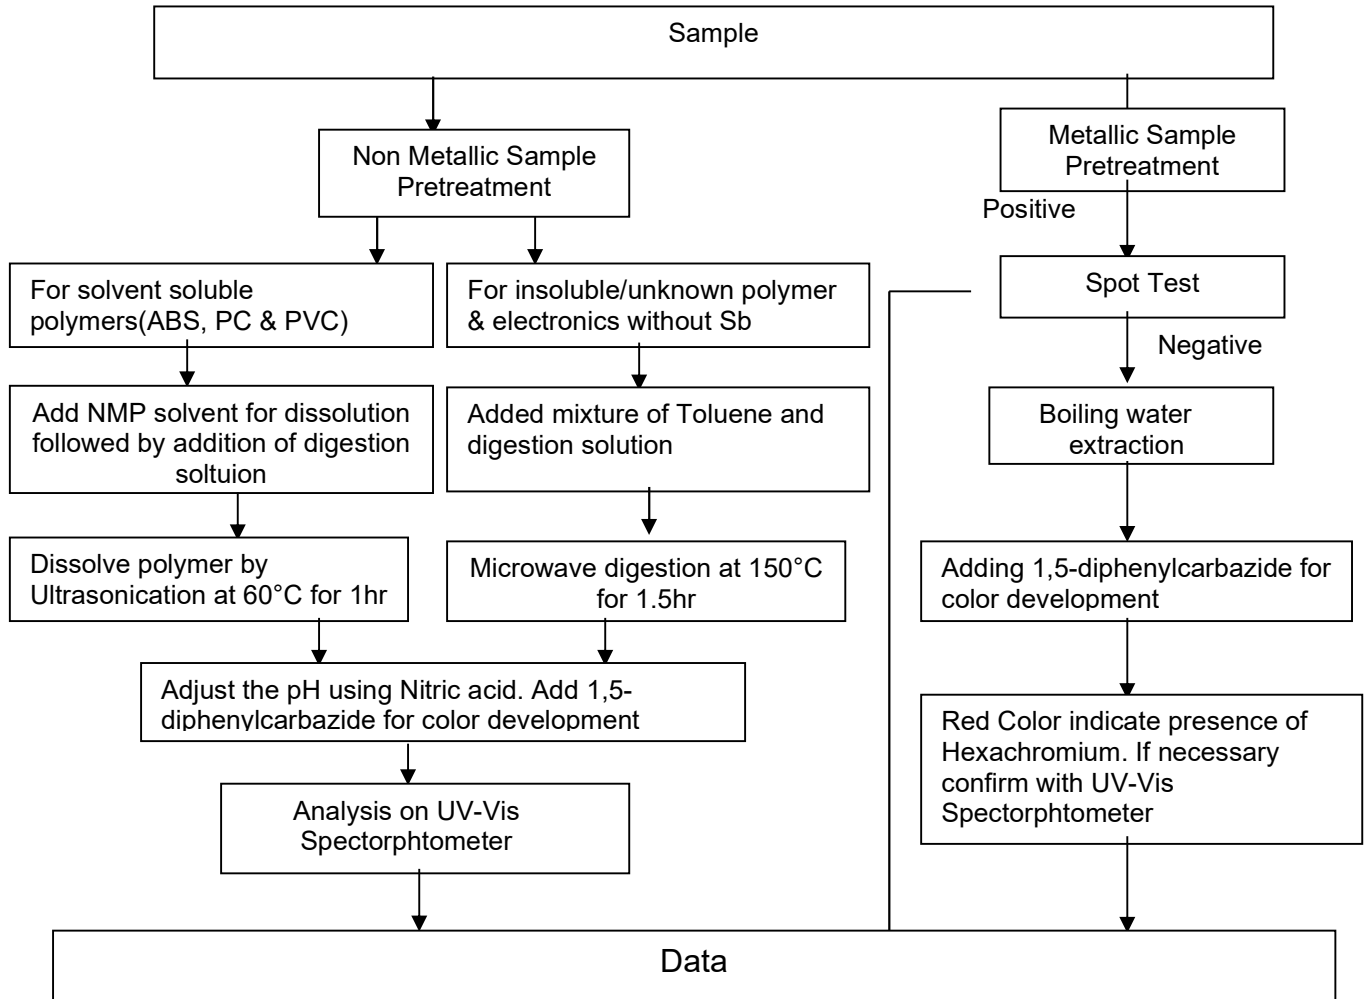 Sample
Non Metallic Sample
Pretreatment
Metallic Sample
Pretreatment
Positive
For solvent soluble
polymers(ABS, PC & PVC)
For insoluble/unknown polymer
& electronics without Sb
Spot Test
Negative
Add NMP solvent for dissolution
followed by addition of digestion
soltuion
Added mixture of Toluene and
digestion solution
Boiling water
extraction
Dissolve polymer by
Ultrasonication at 60°C for 1hr
Microwave digestion at 150°C
for 1.5hr
Adding 1,5-diphenylcarbazide for
color development
Adjust the pH using Nitric acid. Add 1,5-
diphenylcarbazide for color development
Red Color indicate presence of
Hexachromium. If necessary
confirm with UV-Vis
Spectorphtometer
Analysis on UV-Vis
Spectorphtometer
Data